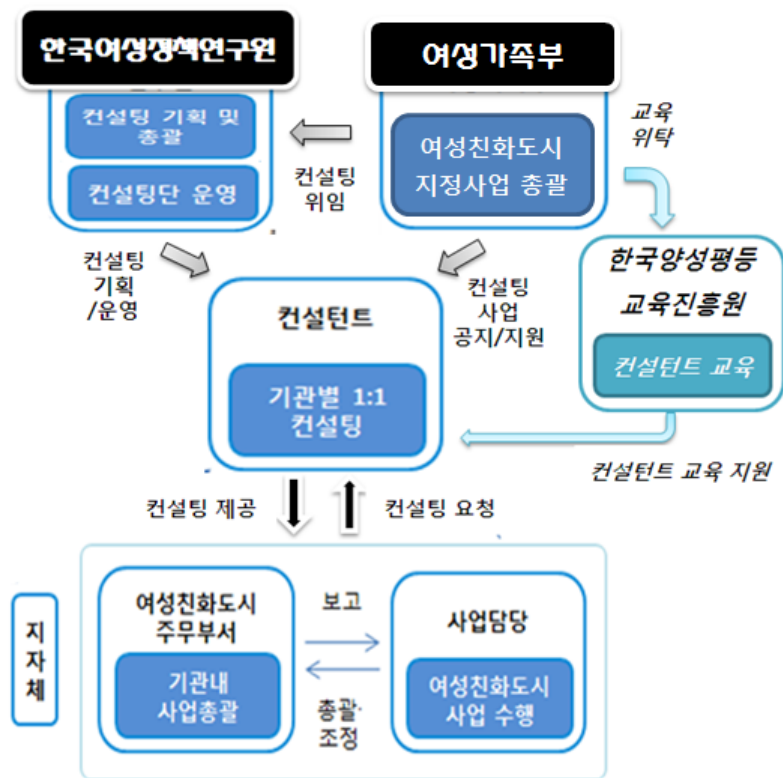 한국여성정책연구원
여성가족부
컨설팅 기획 및
총괄
컨설팅단 운영
컨설팅
위임
여성친화도시
지정사업 총괄
교육
위탁
컨설팅
기획
/운영
컨설팅
사업
공지/지원
한국양성평등
교육진흥원
컨설턴트 교육
컨설턴트
기관별 1:1
컨설팅
컨설턴트 교육 지원
컨설팅 제공
컨설팅 요청
지
자
체
여성친화도시
주무부서
기관내
사업총괄
보고
총괄·
조정
사업담당
여성친화도시
사업 수행